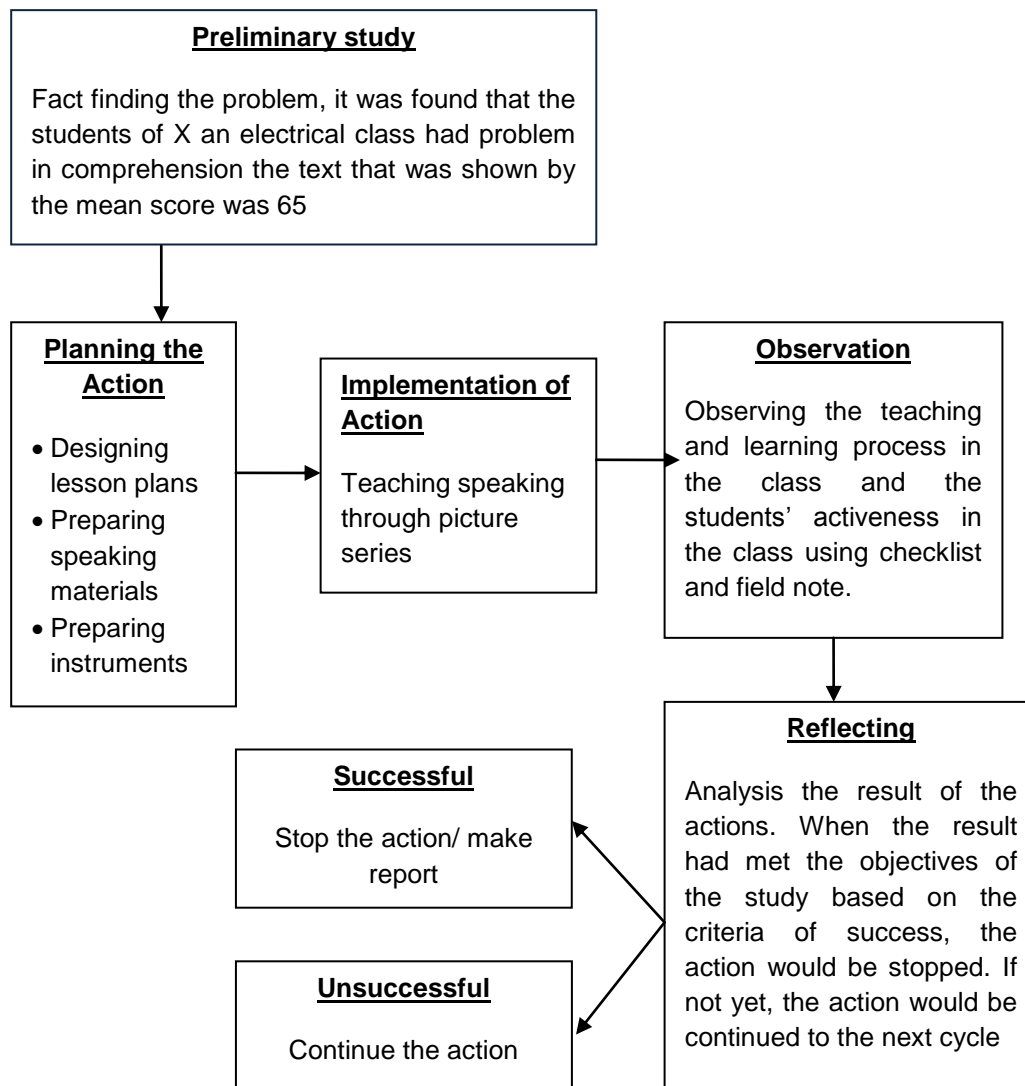 Preliminary study
Fact finding the problem, it was found that the
students of X an electrical class had problem
in comprehension the text that was shown by
the mean score was 65
Planning the
Action
• Designing
lesson plans
• Preparing
speaking
materials
• Preparing
instruments
Implementation of
Action
Teaching speaking
through picture
series
Observation
Observing the teaching
and learning process in
the class and the
students’ activeness in
the class using checklist
and field note.
Reflecting
Analysis the result of the
actions. When the result
had met the objectives of
the study based on the
criteria of success, the
action would be stopped. If
not yet, the action would be
continued to the next cycle
Successful
Stop the action/ make
report
Unsuccessful
Continue the action